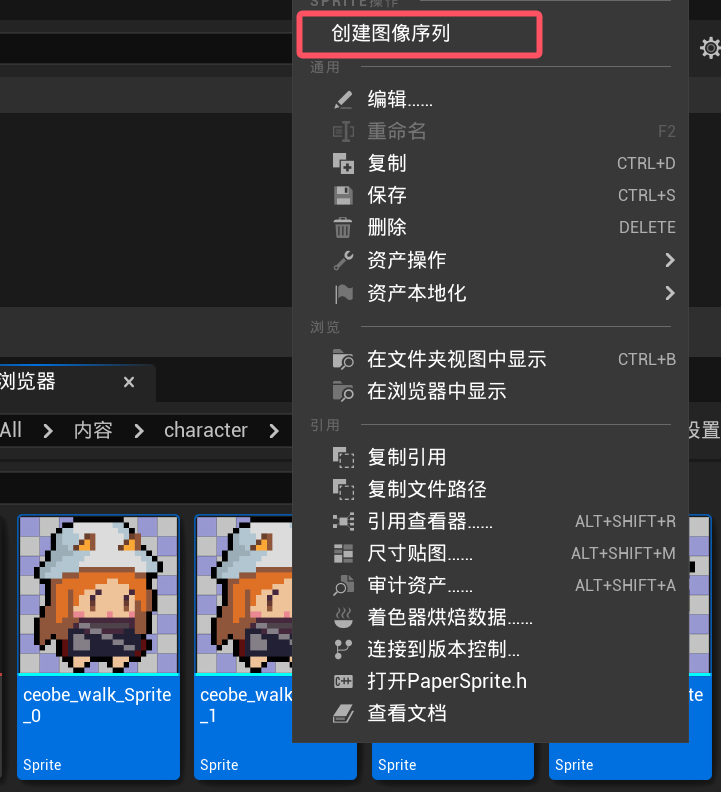 SPRITE操作
创建图像序列
通用
编辑……
重命名 F2
复制 CTRL+D
保存 CTRL+S
删除 DELETE
资产操作
资产本地化
浏览
浏览器
在文件夹视图中显示 CTRL+B
在浏览器中显示
All 内容 character
设置
引用
复制引用
复制文件路径
引用查看器…… ALT+SHIFT+R
尺寸贴图…… ALT+SHIFT+M
审计资产…… ALT+SHIFT+A
着色器烘焙数据……
连接到版本控制...
打开PaperSprite.h
查看文档
ceobe_walk_Sprite
_0
Sprite
ceobe_walk
_1
Sprite
Sprite
te
Sprite